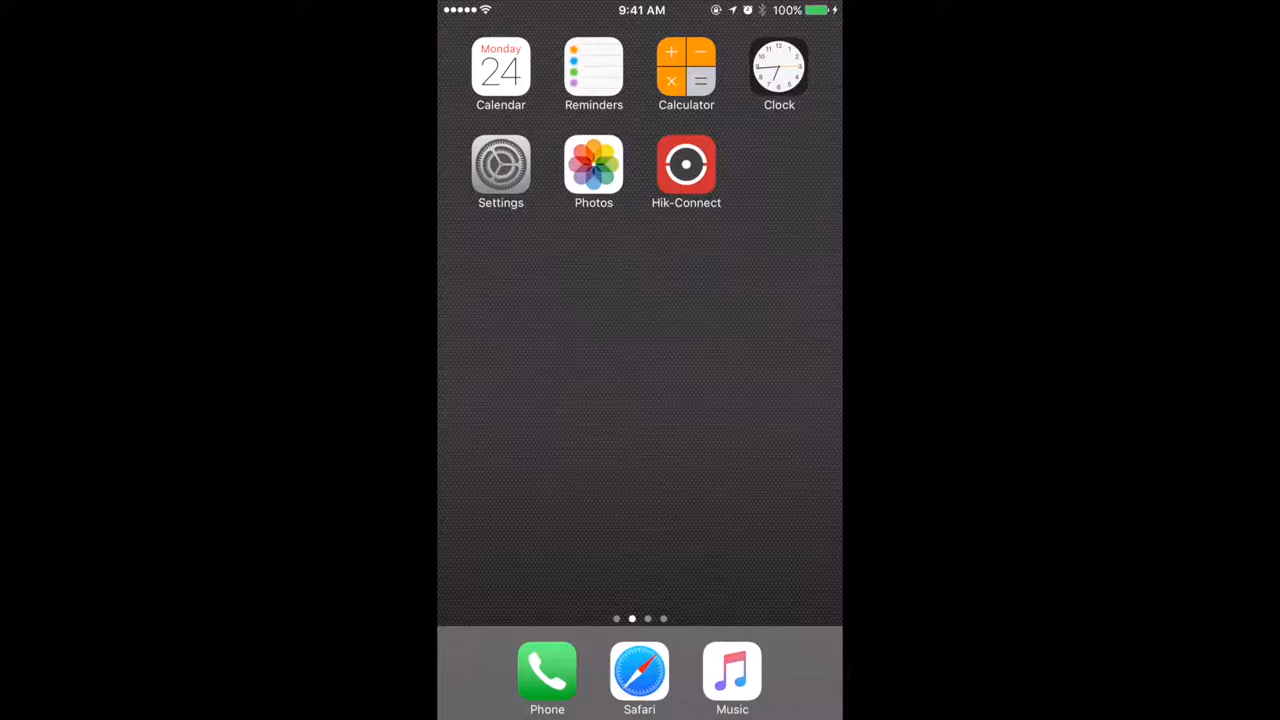 9:41 AM 100%
Monday
24
Calendar Reminders Calculator Clock
Settings Photos Hik-Connect
Phone Safari Music